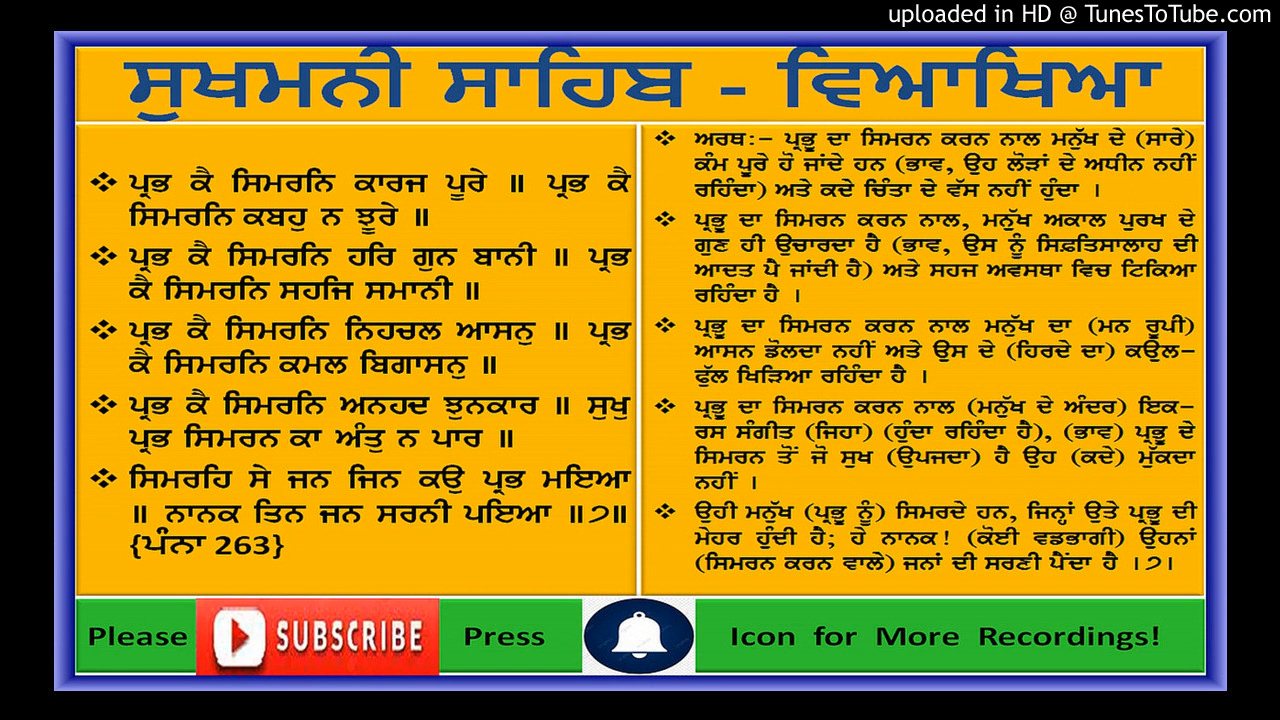 uploaded in HD @ TunesToTube.com
ਸੁਖਮਨੀ ਸਾਹਿਬ - ਵਿਆਖਿਆ
❖ ਪ੍ਰਭ ਕੈ ਸਿਮਰਨਿ ਕਾਰਜ ਪੂਰੇ ॥ ਪ੍ਰਭ ਕੈ
ਸਿਮਰਨਿ ਕਬਹੁ ਨ ਝੂਰੇ ॥
❖ ਪ੍ਰਭ ਕੈ ਸਿਮਰਨਿ ਹਰਿ ਗੁਨ ਬਾਨੀ ॥ ਪ੍ਰਭ
ਕੈ ਸਿਮਰਨਿ ਸਹਜਿ ਸਮਾਨੀ ॥
❖ ਪ੍ਰਭ ਕੈ ਸਿਮਰਨਿ ਨਿਹਚਲ ਆਸਨੁ ॥ ਪ੍ਰਭ
ਕੈ ਸਿਮਰਨਿ ਕਮਲ ਬਿਗਾਸਨੁ ॥
❖ ਪ੍ਰਭ ਕੈ ਸਿਮਰਨਿ ਅਨਹਦ ਝੁਨਕਾਰ ॥ ਸੁਖੁ
ਪ੍ਰਭ ਸਿਮਰਨ ਕਾ ਅੰਤੁ ਨ ਪਾਰ ॥
❖ ਸਿਮਰਹਿ ਸੇ ਜਨ ਜਿਨ ਕਉ ਪ੍ਰਭ ਮਇਆ
॥ ਨਾਨਕ ਤਿਨ ਜਨ ਸਰਨੀ ਪਇਆ ॥੭॥
{ਪੰਨਾ 263}
❖ ਅਰਥ:- ਪ੍ਰਭੂ ਦਾ ਸਿਮਰਨ ਕਰਨ ਨਾਲ ਮਨੁੱਖ ਦੇ (ਸਾਰੇ)
ਕੰਮ ਪੂਰੇ ਹੋ ਜਾਂਦੇ ਹਨ (ਭਾਵ, ਉਹ ਲੋੜਾਂ ਦੇ ਅਧੀਨ ਨਹੀਂ
ਰਹਿੰਦਾ) ਅਤੇ ਕਦੇ ਚਿੰਤਾ ਦੇ ਵੱਸ ਨਹੀਂ ਹੁੰਦਾ ।
❖ ਪ੍ਰਭੂ ਦਾ ਸਿਮਰਨ ਕਰਨ ਨਾਲ, ਮਨੁੱਖ ਅਕਾਲ ਪੁਰਖ ਦੇ
ਗੁਣ ਹੀ ਉਚਾਰਦਾ ਹੈ (ਭਾਵ, ਉਸ ਨੂੰ ਸਿਫ਼ਤਿਸਾਲਾਹ ਦੀ
ਆਦਤ ਪੈ ਜਾਂਦੀ ਹੈ) ਅਤੇ ਸਹਜ ਅਵਸਥਾ ਵਿਚ ਟਿਕਿਆ
ਰਹਿੰਦਾ ਹੈ ।
❖ ਪ੍ਰਭੂ ਦਾ ਸਿਮਰਨ ਕਰਨ ਨਾਲ ਮਨੁੱਖ ਦਾ (ਮਨ ਰੂਪੀ)
ਆਸਨ ਡੋਲਦਾ ਨਹੀਂ ਅਤੇ ਉਸ ਦੇ (ਹਿਰਦੇ ਦਾ) ਕਉਲ-
ਫੁੱਲ ਖਿੜਿਆ ਰਹਿੰਦਾ ਹੈ ।
❖ ਪ੍ਰਭੂ ਦਾ ਸਿਮਰਨ ਕਰਨ ਨਾਲ (ਮਨੁੱਖ ਦੇ ਅੰਦਰ) ਇਕ-
ਰਸ ਸੰਗੀਤ (ਜਿਹਾ) (ਹੁੰਦਾ ਰਹਿੰਦਾ ਹੈ), (ਭਾਵ) ਪ੍ਰਭੂ ਦੇ
ਸਿਮਰਨ ਤੋਂ ਜੋ ਸੁਖ (ਉਪਜਦਾ) ਹੈ ਉਹ (ਕਦੇ) ਮੁੱਕਦਾ
ਨਹੀਂ ।
❖ ਉਹੀ ਮਨੁੱਖ (ਪ੍ਰਭੂ ਨੂੰ) ਸਿਮਰਦੇ ਹਨ, ਜਿਨ੍ਹਾਂ ਉਤੇ ਪ੍ਰਭੂ ਦੀ
ਮੇਹਰ ਹੁੰਦੀ ਹੈ; ਹੇ ਨਾਨਕ! (ਕੋਈ ਵਡਭਾਗੀ) ਉਹਨਾਂ
(ਸਿਮਰਨ ਕਰਨ ਵਾਲੇ) ਜਨਾਂ ਦੀ ਸਰਣੀ ਪੈਂਦਾ ਹੈ ।੭।
Please SUBSCRIBE Press Icon for More Recordings!